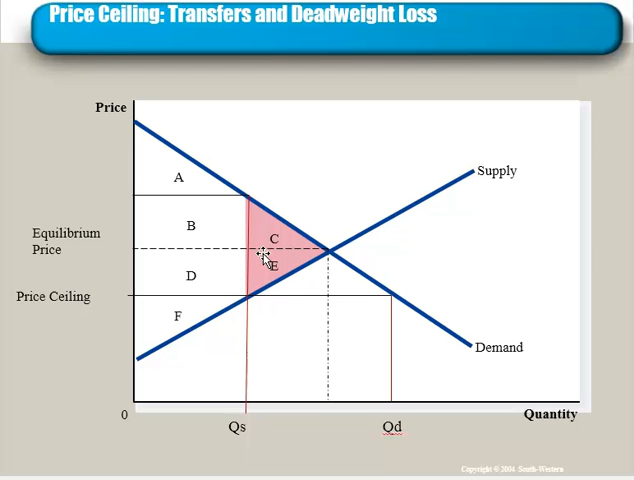 Price Ceiling: Transfers and Deadweight Loss
Price
A
Supply
B
Equilibrium
Price
C
E
D
Price Ceiling
F
Demand
0
Quantity
Qs
Qd
Copyright © 2004 South-Western